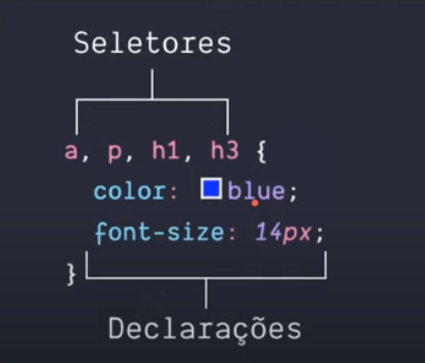 Seletores
a, p, h1, h3 {
color: blue;
font-size: 14px;
}
Declarações